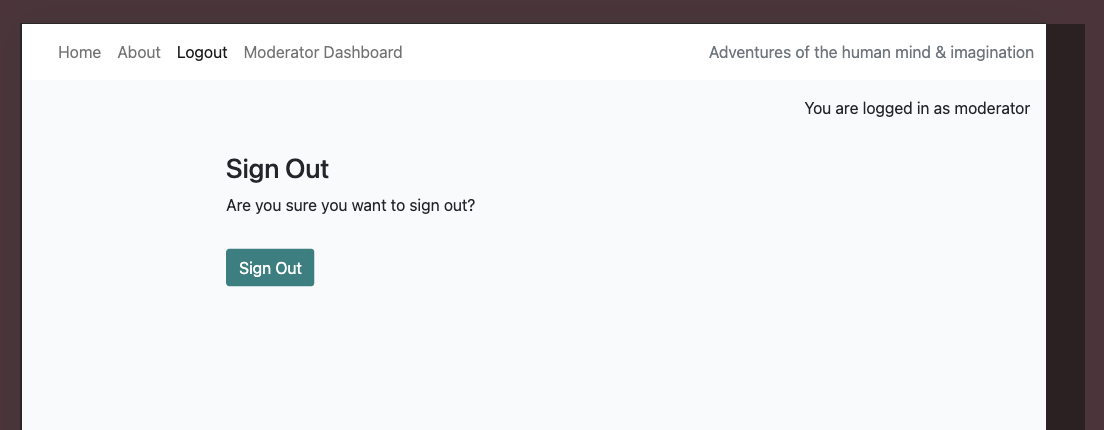 Home About Logout Moderator Dashboard Adventures of the human mind & imagination
You are logged in as moderator
Sign Out
Are you sure you want to sign out?
Sign Out